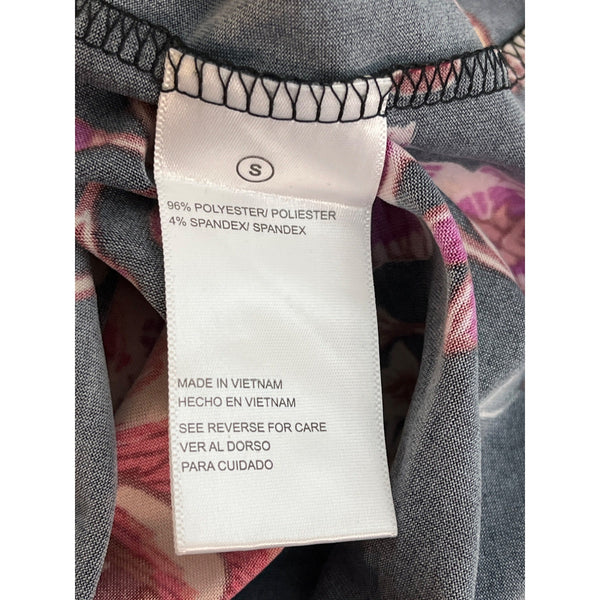 S
96% POLYESTER/ POLIESTER
4% SPANDEX/ SPANDEX
MADE IN VIETNAM
HECHO EN VIETNAM
SEE REVERSE FOR CARE
VER AL DORSO
PARA CUIDADO